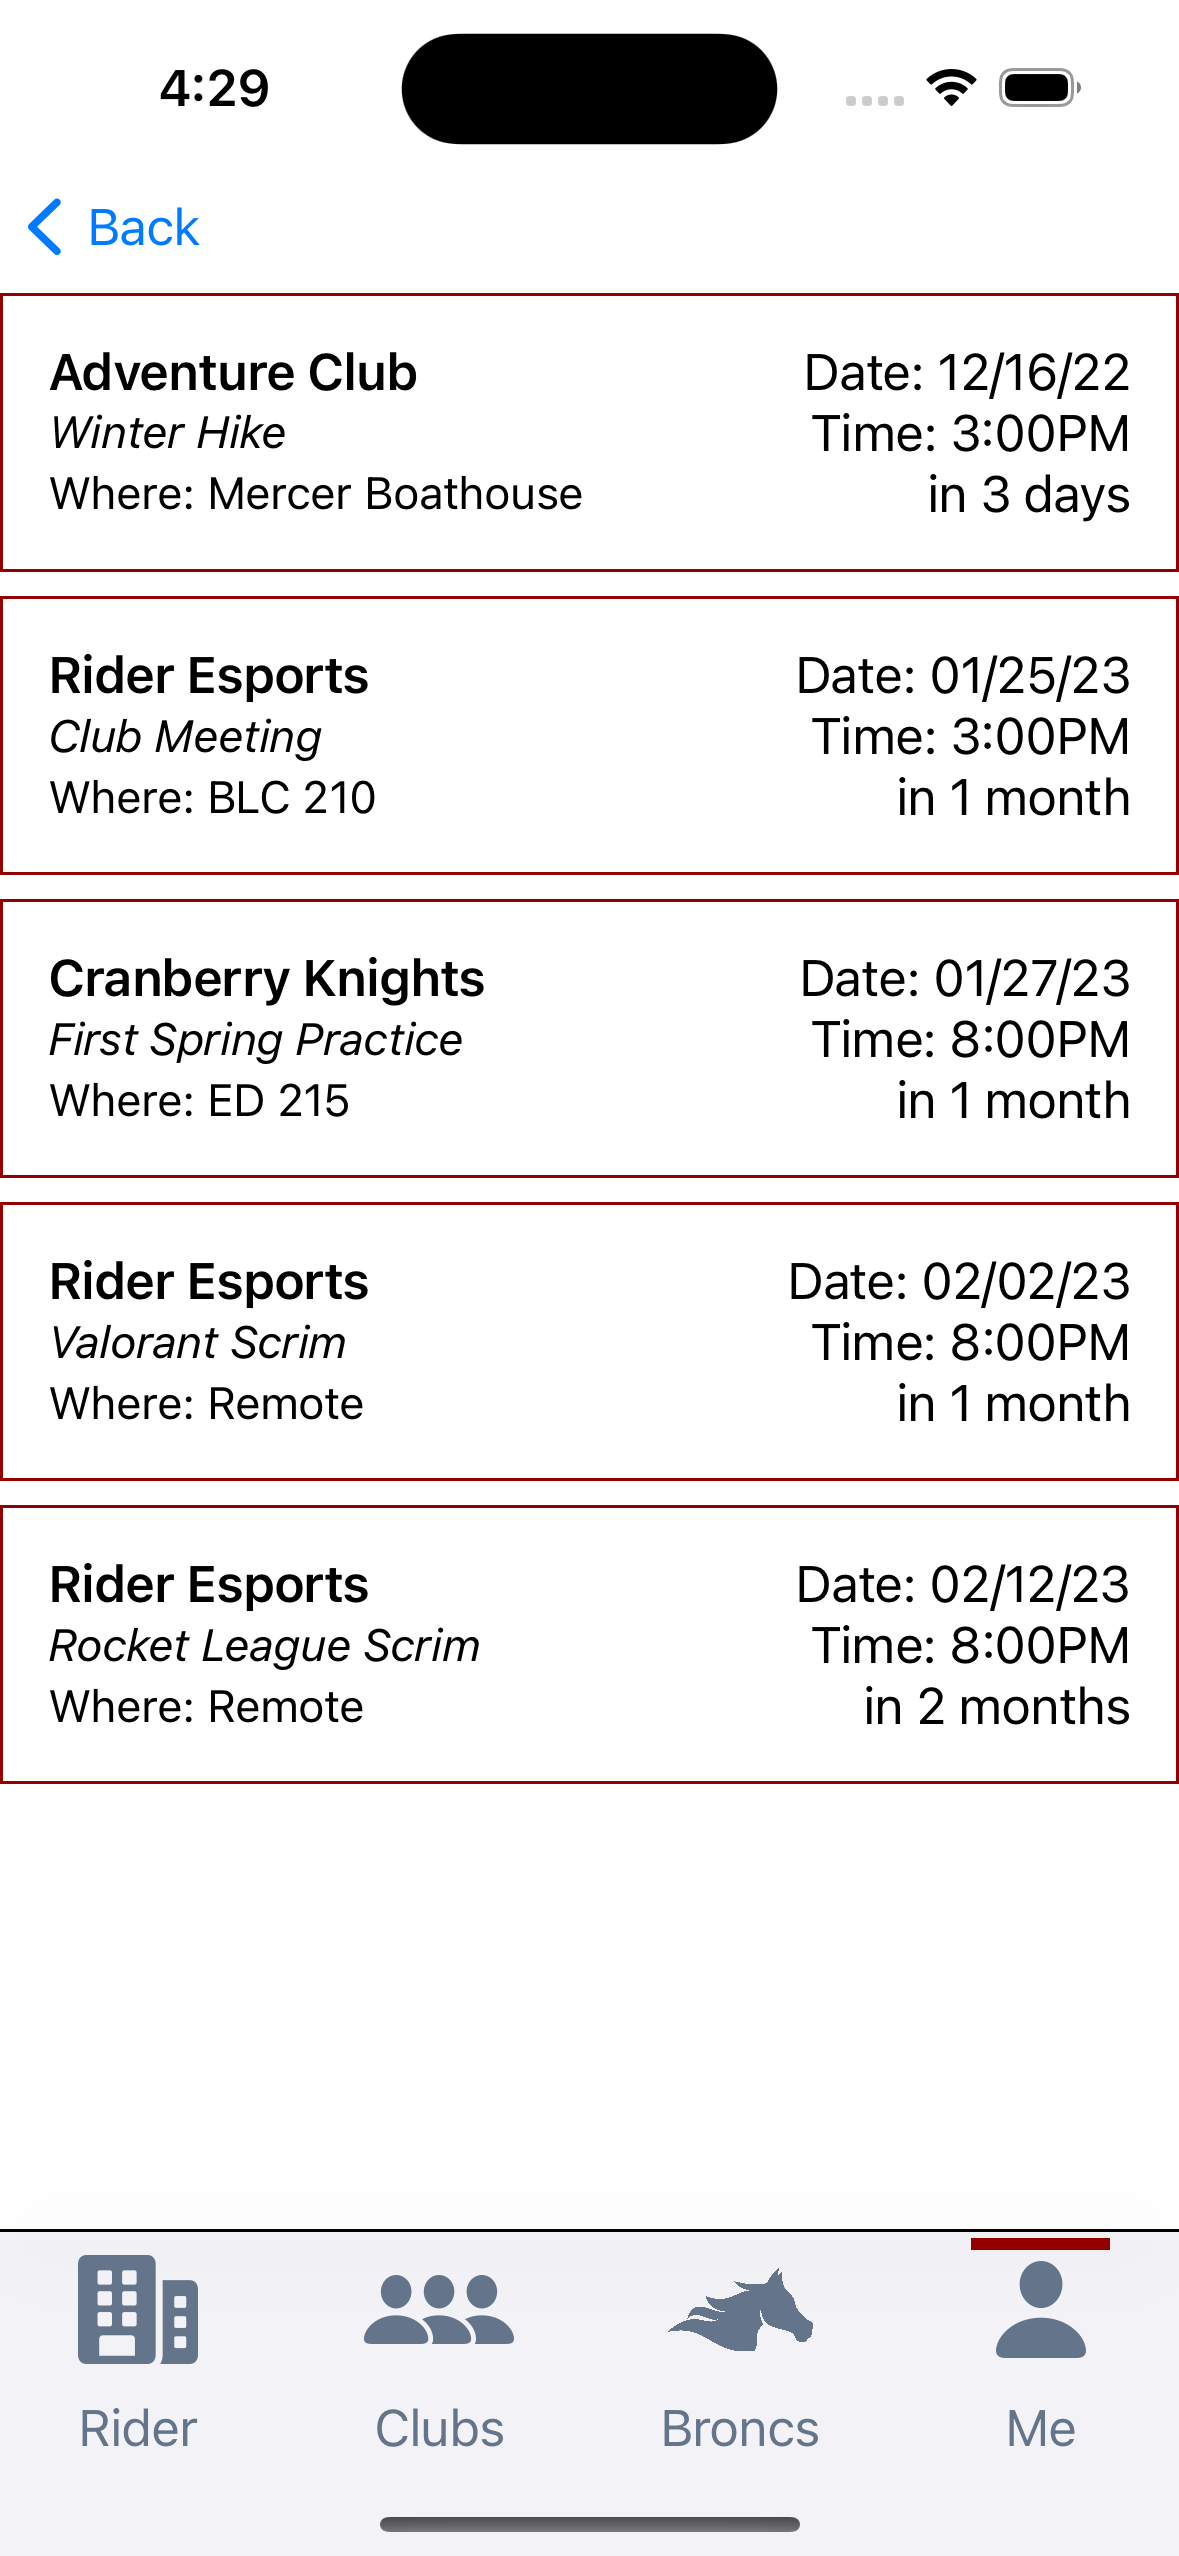 4:29
Back
Adventure Club
Date: 12/16/22
Winter Hike
Time: 3:00PM
Where: Mercer Boathouse
in 3 days
Rider Esports
Date: 01/25/23
Club Meeting
Time: 3:00PM
Where: BLC 210
in 1 month
Cranberry Knights
Date: 01/27/23
First Spring Practice
Time: 8:00PM
Where: ED 215
in 1 month
Rider Esports
Date: 02/02/23
Valorant Scrim
Time: 8:00PM
Where: Remote
in 1 month
Rider Esports
Date: 02/12/23
Rocket League Scrim
Time: 8:00PM
Where: Remote
in 2 months
Rider
Clubs
Broncs
Me